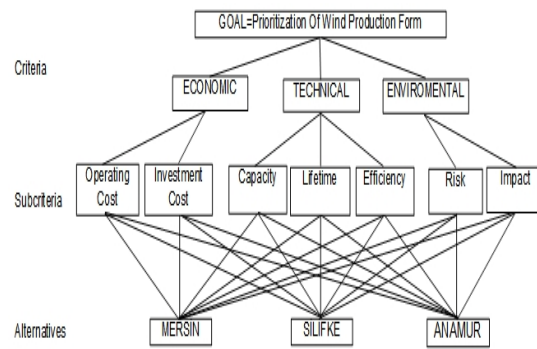 GOAL=Prioritization Of Wind Production Form
Criteria
ECONOMIC
TECHNICAL
ENVIROMENTAL
Subcriteria
Operating
Cost
Investment
Cost
Capacity
Lifetime
Efficiency
Risk
Impact
Alternatives
MERSIN
SILIFKE
ANAMUR